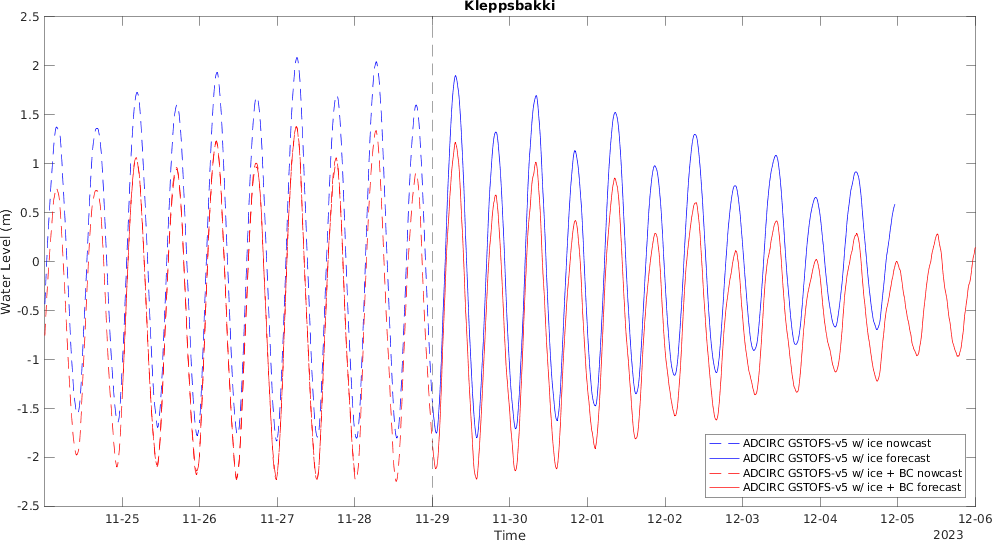 Kleppsbakki
2.5
2
1.5
1
0.5
0
-0.5
-1
-1.5
-2
-2.5
Water Level (m)
11-25 11-26 11-27 11-28 11-29 11-30 12-01 12-02 12-03 12-04 12-05 12-06
Time
2023
ADCIRC GSTOFS-v5 w/ ice nowcast
ADCIRC GSTOFS-v5 w/ ice forecast
ADCIRC GSTOFS-v5 w/ ice + BC nowcast
ADCIRC GSTOFS-v5 w/ ice + BC forecast